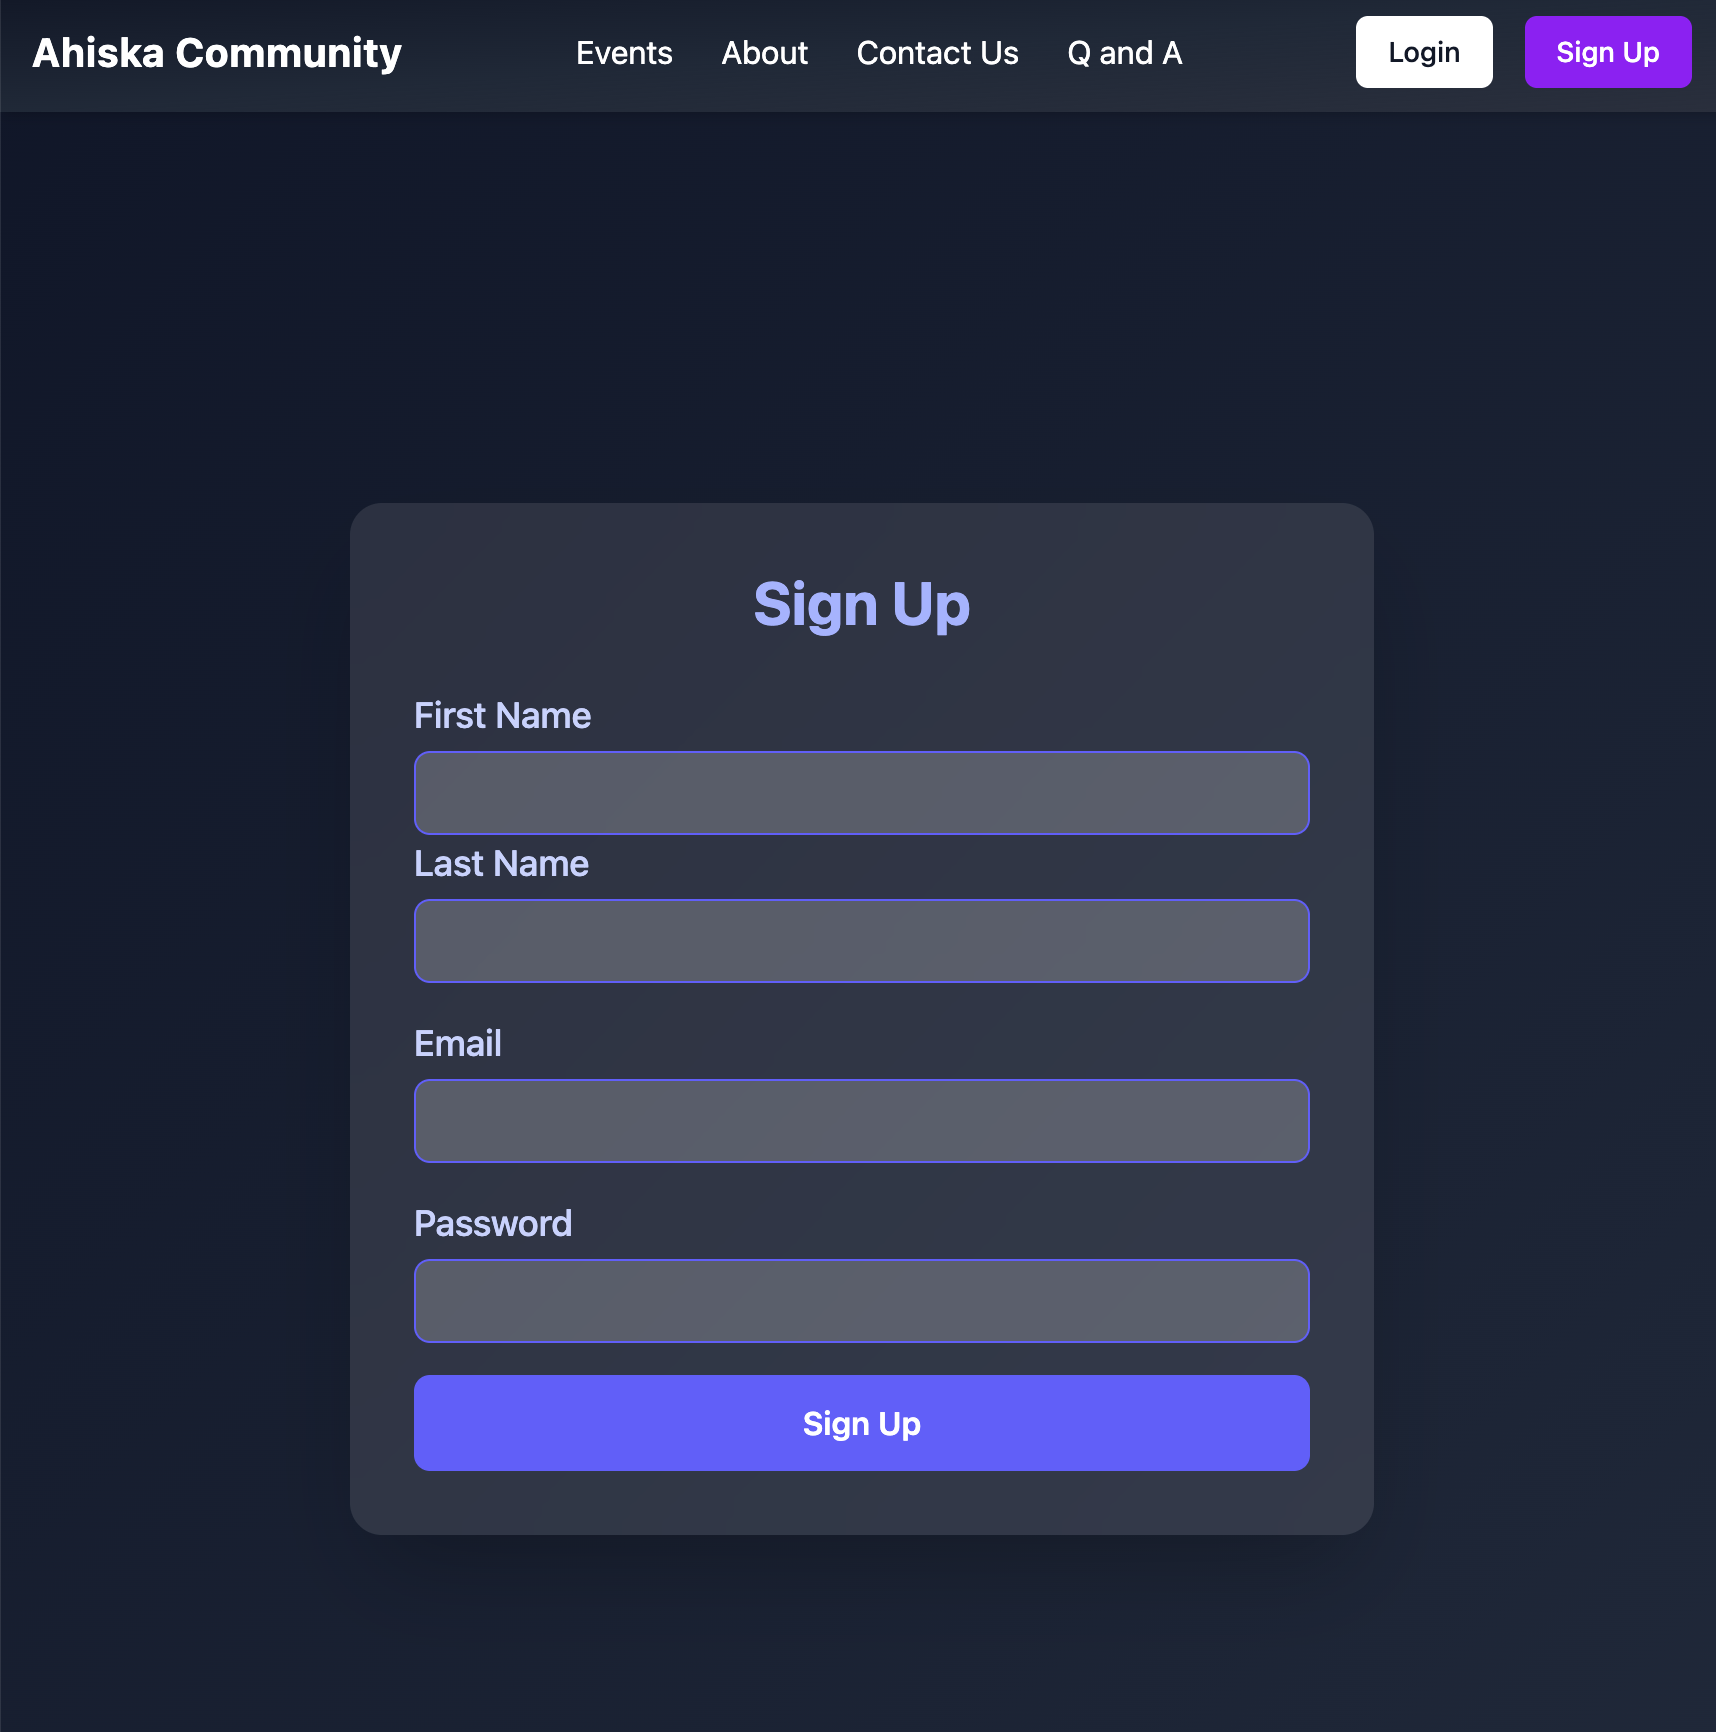 Ahiska Community
Events
About
Contact Us
Q and A
Login
Sign Up
Sign Up
First Name
Last Name
Email
Password
Sign Up